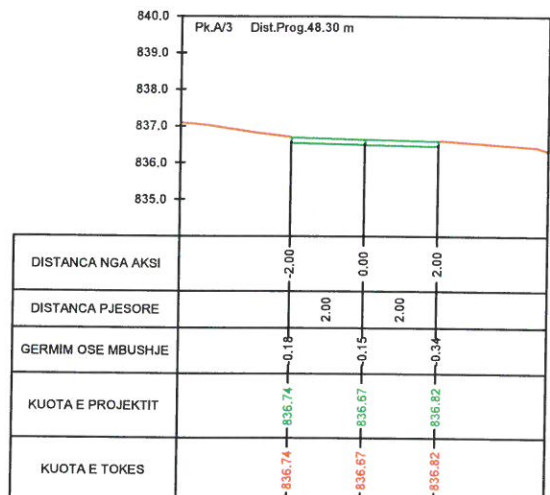 Pk.A/3 Dist.Prog.48.30 m
840.0
839.0
838.0
837.0
836.0
835.0
DISTANCA NGA AKSI -2.00 0.00 2.00
DISTANCA PJESORE 2.00 2.00
GERMIM OSE MBUSHJE -0.18 -0.15 -0.34
KUOTA E PROJEKTIT 836.74 836.67 836.82
KUOTA E TOKES 836.74 836.67 836.82